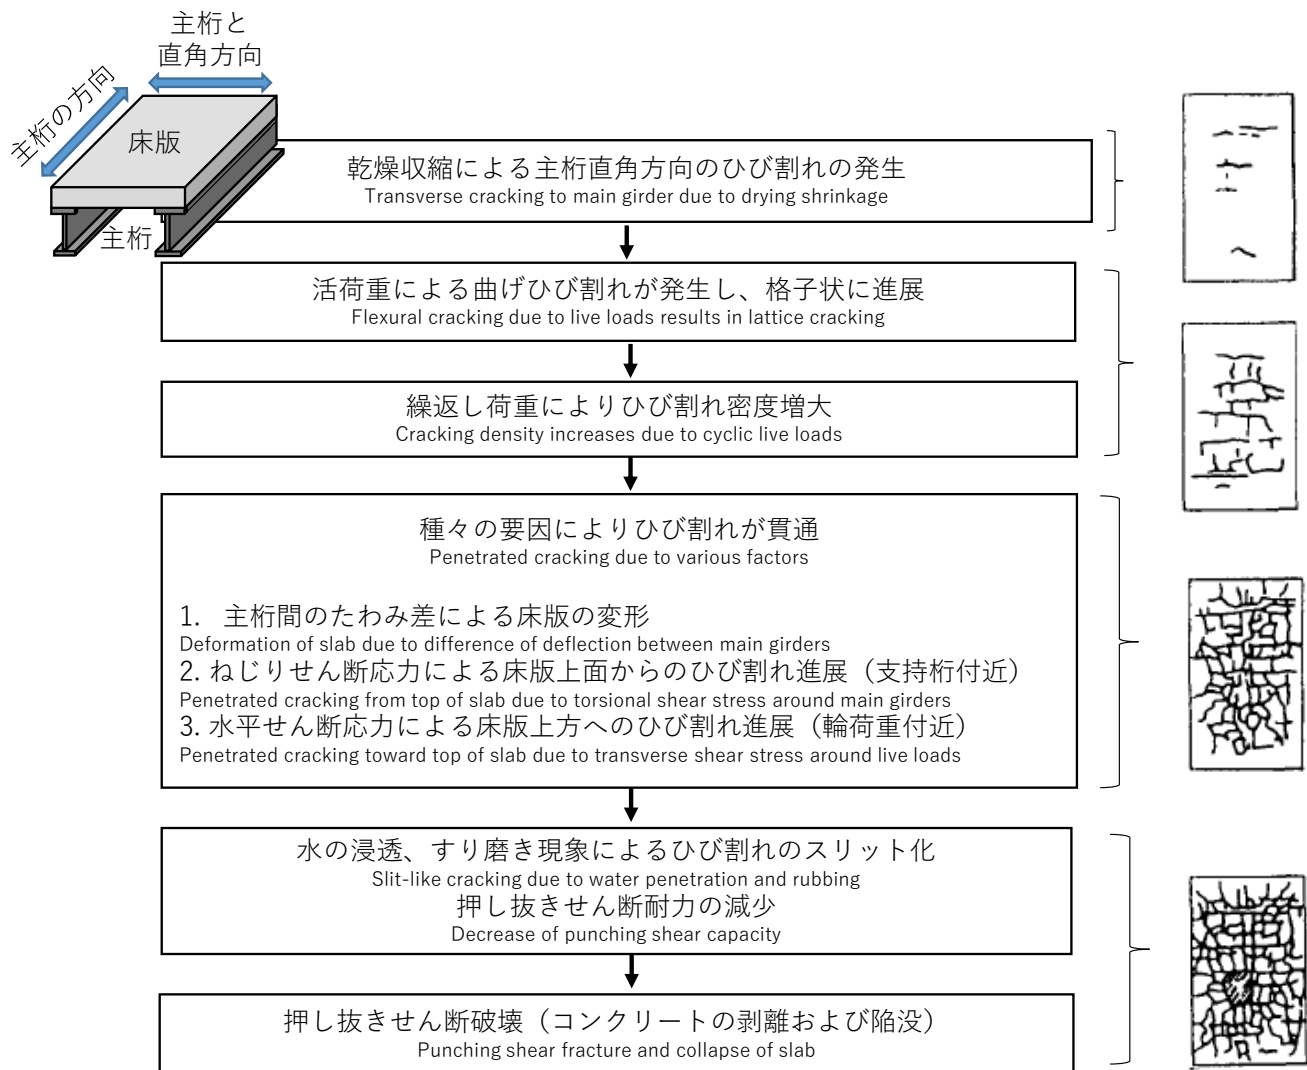 主桁と
直角方向
主桁の方向
床版
主桁
乾燥収縮による主桁直角方向のひび割れの発生
Transverse cracking to main girder due to drying shrinkage
活荷重による曲げひび割れが発生し、格子状に進展
Flexural cracking due to live loads results in lattice cracking
繰返し荷重によりひび割れ密度増大
Cracking density increases due to cyclic live loads
種々の要因によりひび割れが貫通
Penetrated cracking due to various factors
1. 主桁間のたわみ差による床版の変形
Deformation of slab due to difference of deflection between main girders
2. ねじりせん断応力による床版上面からのひび割れ進展（支持桁付近）
Penetrated cracking from top of slab due to torsional shear stress around main girders
3. 水平せん断応力による床版上方へのひび割れ進展（輪荷重付近）
Penetrated cracking toward top of slab due to transverse shear stress around live loads
水の浸透、すり磨き現象によるひび割れのスリット化
Slit-like cracking due to water penetration and rubbing
押し抜きせん断耐力の減少
Decrease of punching shear capacity
押し抜きせん断破壊（コンクリートの剥離および陥没）
Punching shear fracture and collapse of slab